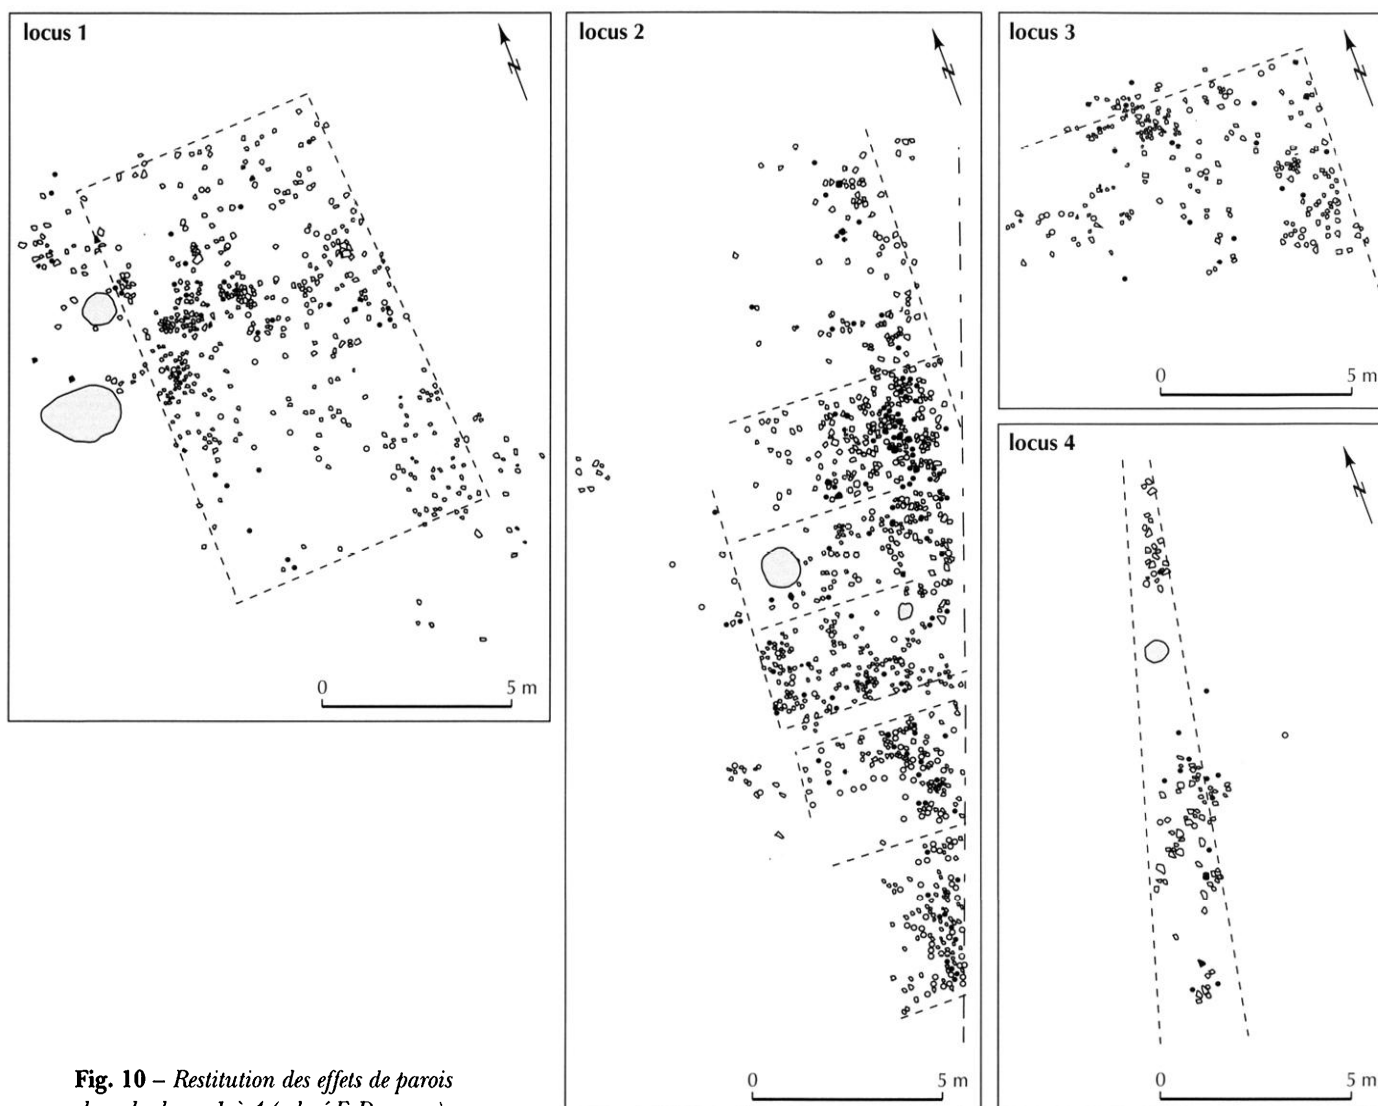 locus 1
N
0 5 m
locus 2
N
0 5 m
locus 3
N
0 5 m
locus 4
N
0 5 m
Fig. 10 – Restitution des effets de parois